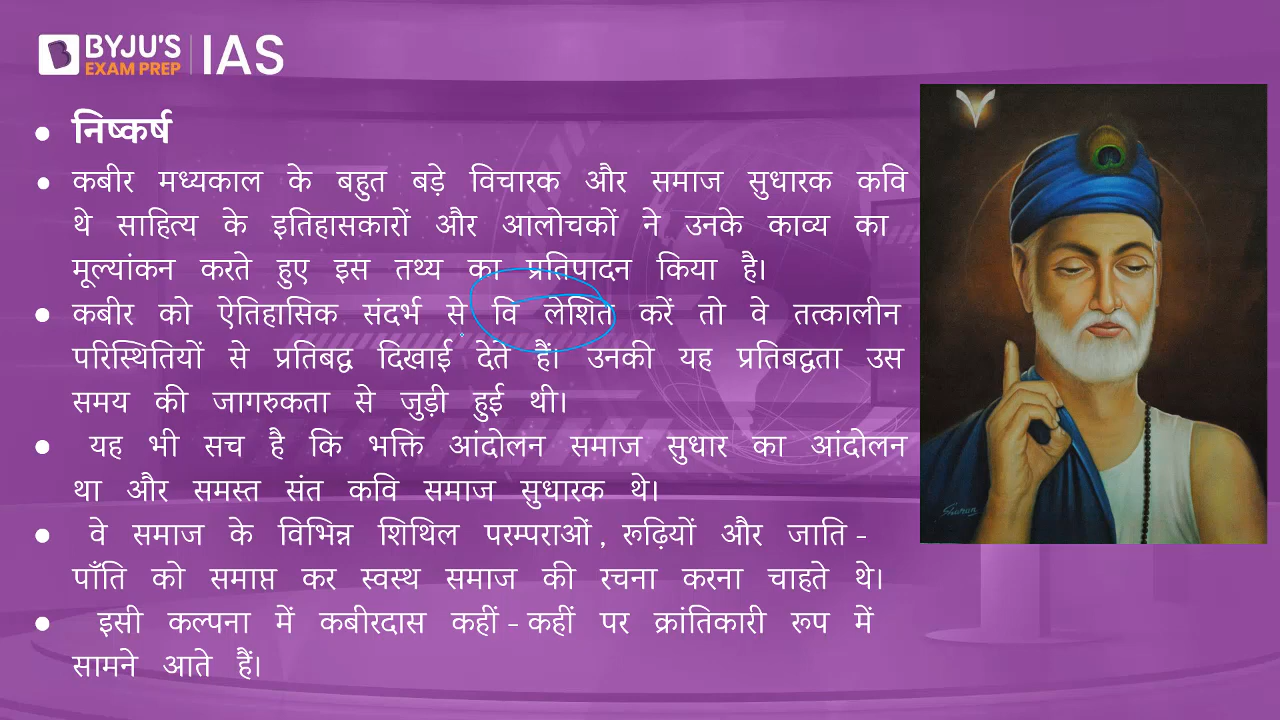 BYJU'S
EXAM PREP
IAS
निष्कर्ष
कबीर मध्यकाल के बहुत बड़े विचारक और समाज सुधारक कवि
थे साहित्य के इतिहासकारों और आलोचकों ने उनके काव्य का
मूल्यांकन करते हुए इस तथ्य का प्रतिपादन किया है।
कबीर को ऐतिहासिक संदर्भ से वि लेशित करें तो वे तत्कालीन
परिस्थितियों से प्रतिबद्व दिखाई देते हैं। उनकी यह प्रतिबद्वता उस
समय की जागरुकता से जुड़ी हुई थी।
यह भी सच है कि भक्ति आंदोलन समाज सुधार का आंदोलन
था और समस्त संत कवि समाज सुधारक थे।
वे समाज के विभिन्न शिथिल परम्पराओं, रूढ़ियों और जाति -
पाँति को समाप्त कर स्वस्थ समाज की रचना करना चाहते थे।
इसी कल्पना में कबीरदास कहीं - कहीं पर क्रांतिकारी रूप में
सामने आते हैं।